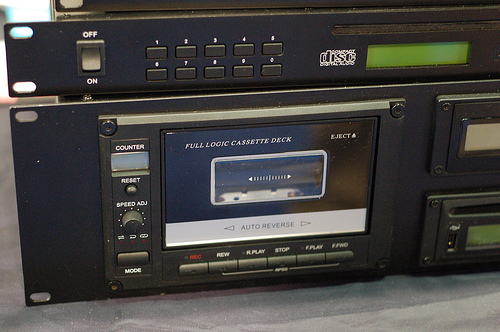 OFF
ON
1 2 3 4 5
6 7 8 9 0
COMPACT
disc
DIGITAL AUDIO
COUNTER
RESET
SPEED ADJ
MODE
FULL LOGIC CASSETTE DECK
EJECT
AUTO REVERSE
REC REW R.PLAY STOP F.PLAY F.FWD